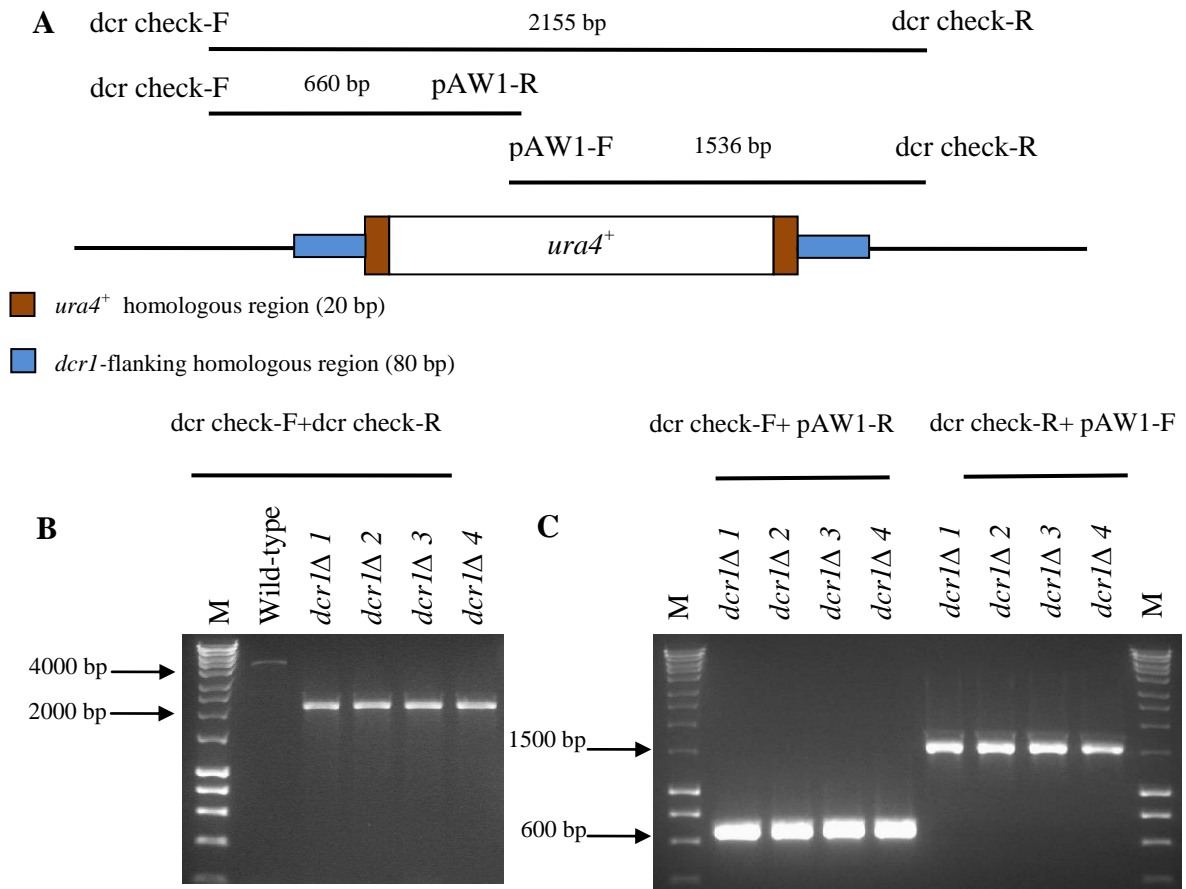 A
dcr check-F 2155 bp dcr check-R
dcr check-F 660 bp pAW1-R
pAW1-F 1536 bp dcr check-R
ura4+
ura4+ homologous region (20 bp)
dcr1-flanking homologous region (80 bp)
dcr check-F+dcr check-R
dcr check-F+ pAW1-R
dcr check-R+ pAW1-F
B
M
Wild-type
dcr1Δ 1
dcr1Δ 2
dcr1Δ 3
dcr1Δ 4
4000 bp
2000 bp
C
M
dcr1Δ 1
dcr1Δ 2
dcr1Δ 3
dcr1Δ 4
dcr1Δ 1
dcr1Δ 2
dcr1Δ 3
dcr1Δ 4
M
1500 bp
600 bp